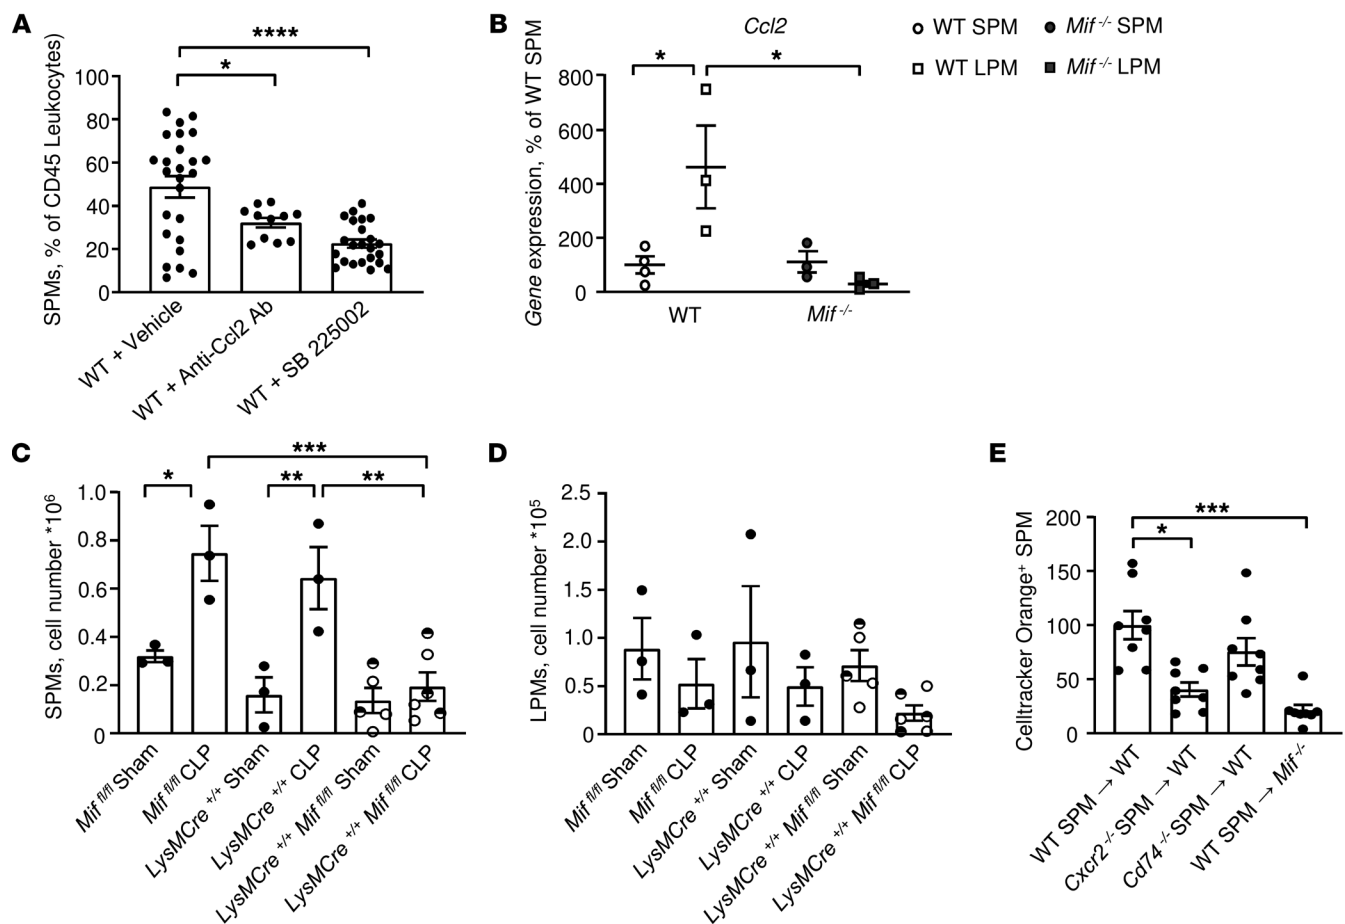 A
SPMs, % of CD45 Leukocytes)
****
*
100
80
60
40
20
0
WT + Vehicle
WT + Anti-Ccl2 Ab
WT + SB 225002
B
Ccl2
Gene expression, % of WT SPM
*
*
800
600
400
200
0
WT
Mif -/-
WT SPM
Mif -/- SPM
WT LPM
Mif -/- LPM
C
SPMs, cell number *10⁶
***
*
**
**
1.0
0.8
0.6
0.4
0.2
0
Mif fl/fl Sham
Mif fl/fl CLP
LysMCre +/+ Sham
LysMCre +/+ CLP
LysMCre +/+ Mif fl/fl Sham
LysMCre +/+ Mif fl/fl CLP
D
LPMs, cell number *10⁵
2.5
2.0
1.5
1.0
0.5
0
Mif fl/fl Sham
Mif fl/fl CLP
LysMCre +/+ Sham
LysMCre +/+ CLP
LysMCre +/+ Mif fl/fl Sham
LysMCre +/+ Mif fl/fl CLP
E
Celltracker Orange⁺ SPM
***
*
200
150
100
50
0
WT SPM → WT
Cxcr2-/- SPM → WT
Cd74-/- SPM → WT
WT SPM → Mif-/-